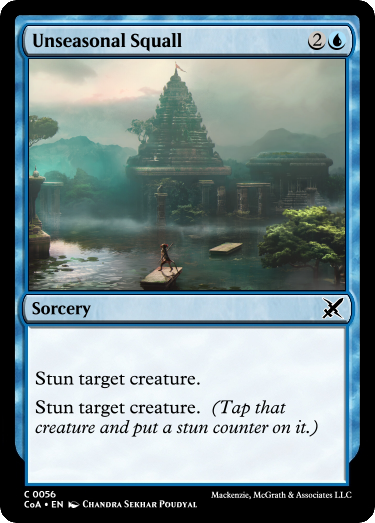 Unseasonal Squall
2
Sorcery
Stun target creature.
Stun target creature. (Tap that
creature and put a stun counter on it.)
C 0056
CoA • EN Chandra Sekhar Poudyal
Mackenzie, McGrath & Associates LLC